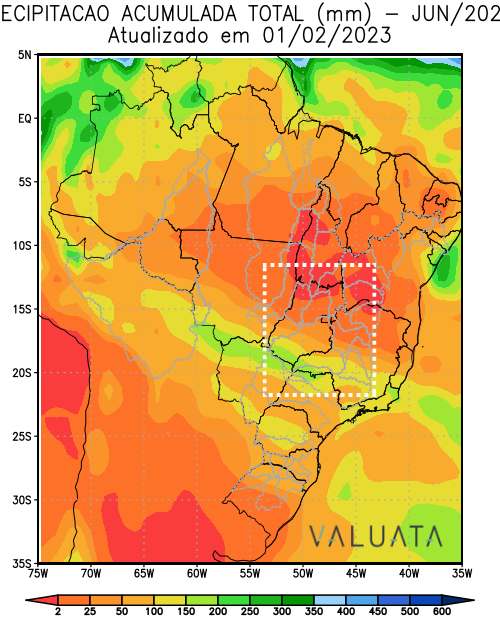 ECIPITACAO ACUMULADA TOTAL (mm) – JUN/202
Atualizado em 01/02/2023
5N
EQ
5S
10S
15S
20S
25S
30S
35S
75W 70W 65W 60W 55W 50W 45W 40W 35W
VALUATA
2 25 50 100 150 200 250 300 350 400 450 500 600